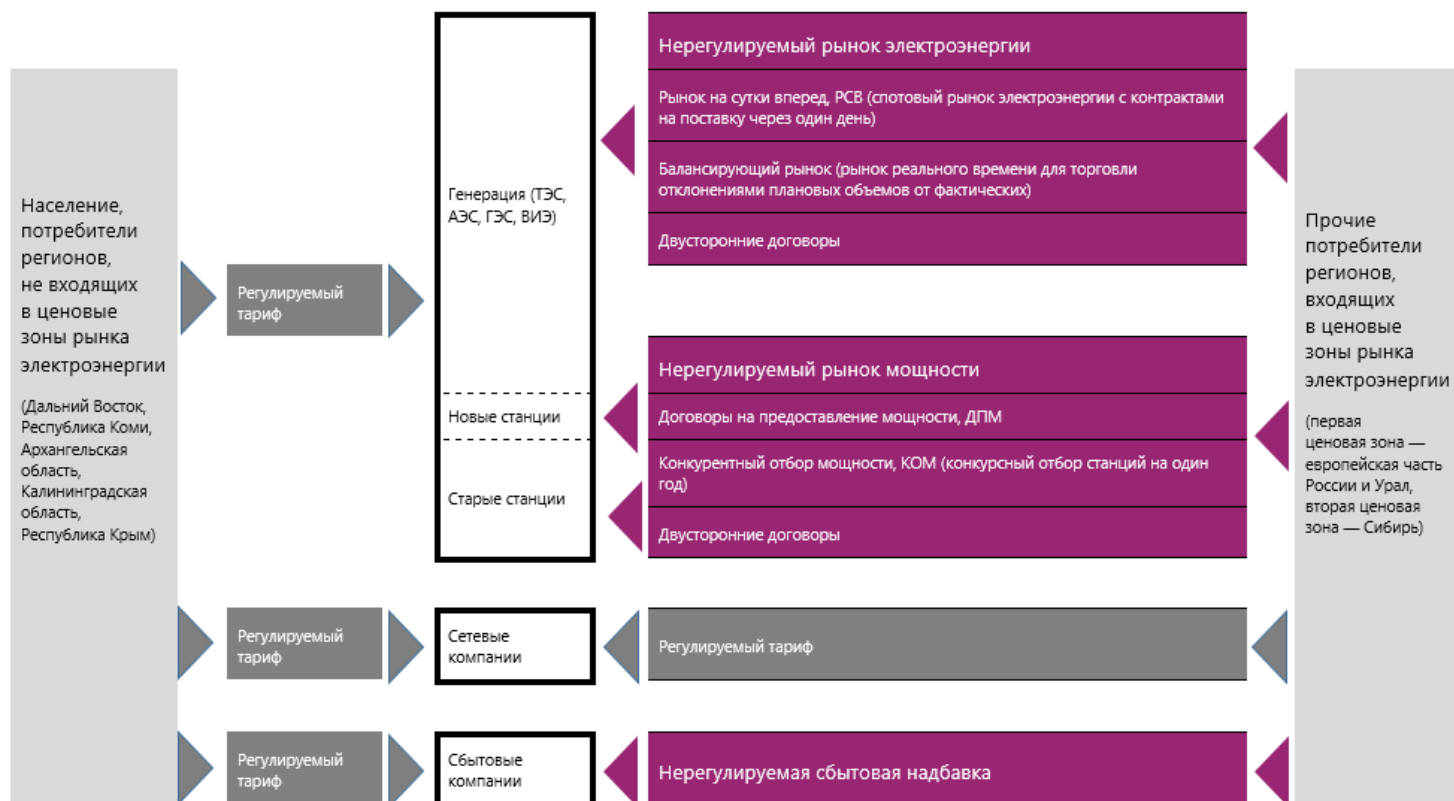 Население,
потребители
регионов,
не входящих
в ценовые
зоны рынка
электроэнергии
(Дальний Восток,
Республика Коми,
Архангельская
область,
Калининградская
область,
Республика Крым)
Регулируемый
тариф
Генерация (ТЭС,
АЭС, ГЭС, ВИЭ)
Новые станции
Старые станции
Нерегулируемый рынок электроэнергии
Рынок на сутки вперед, РСВ (спотовый рынок электроэнергии с контрактами
на поставку через один день)
Балансирующий рынок (рынок реального времени для торговли
отклонениями плановых объемов от фактических)
Двусторонние договоры
Нерегулируемый рынок мощности
Договоры на предоставление мощности, ДПМ
Конкурентный отбор мощности, КОМ (конкурсный отбор станций на один
год)
Двусторонние договоры
Прочие
потребители
регионов,
входящих
в ценовые
зоны рынка
электроэнергии
(первая
ценовая зона —
европейская часть
России и Урал,
вторая ценовая
зона — Сибирь)
Регулируемый
тариф
Сетевые
компании
Регулируемый тариф
Регулируемый
тариф
Сбытовые
компании
Нерегулируемая сбытовая надбавка